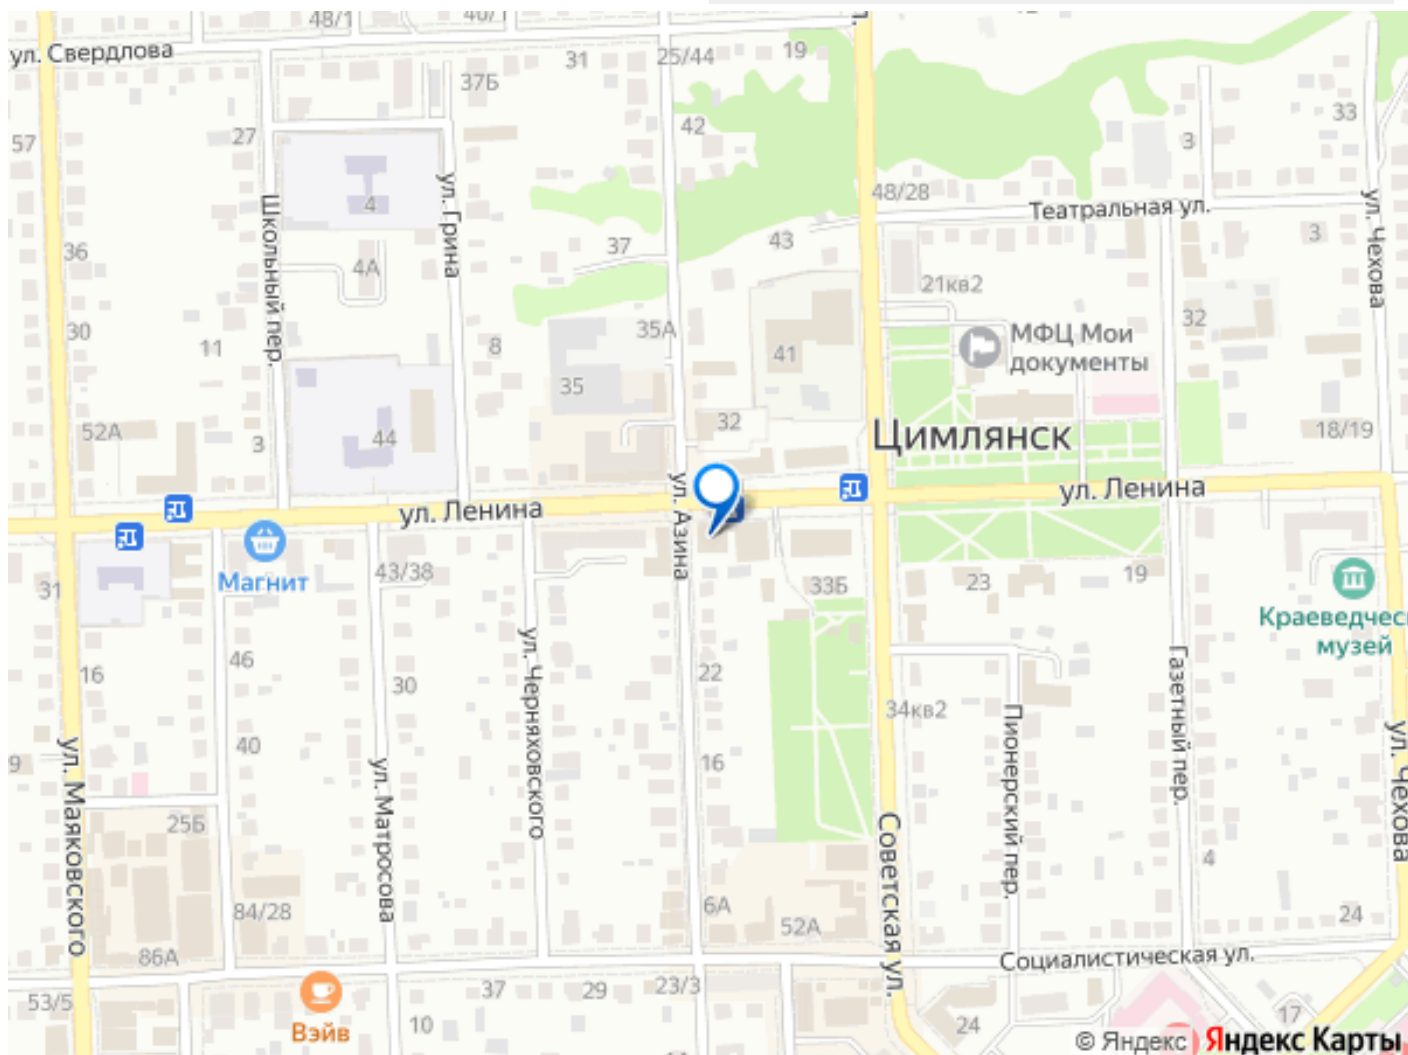 48/1
ул. Свердлова
31
25/44
19
37Б
57
27
42
33
3
4
ул. Грина
Школьный пер.
48/28
Театральная ул.
ул. Чехова
36
37
43
3
4А
21кв2
30
11
8
35А
41
32
МФЦ Мои
документы
35
52А
3
44
32
Цимлянск
18/19
ул. Ленина
ул. Азина
ул. Ленина
31
Магнит
43/38
33Б
23
19
Краеведчес
музей
16
46
30
ул. Черняховского
22
34кв2
Газетный пер.
Пионерский пер.
9
40
16
ул. Маяковского
ул. Матросова
ул. Чехова
25Б
Советская ул.
4
84/28
6А
52А
24
86А
Социалистическая ул.
53/5
37
29
23/3
Вэйв
10
24
17
© Яндекс Яндекс Карты